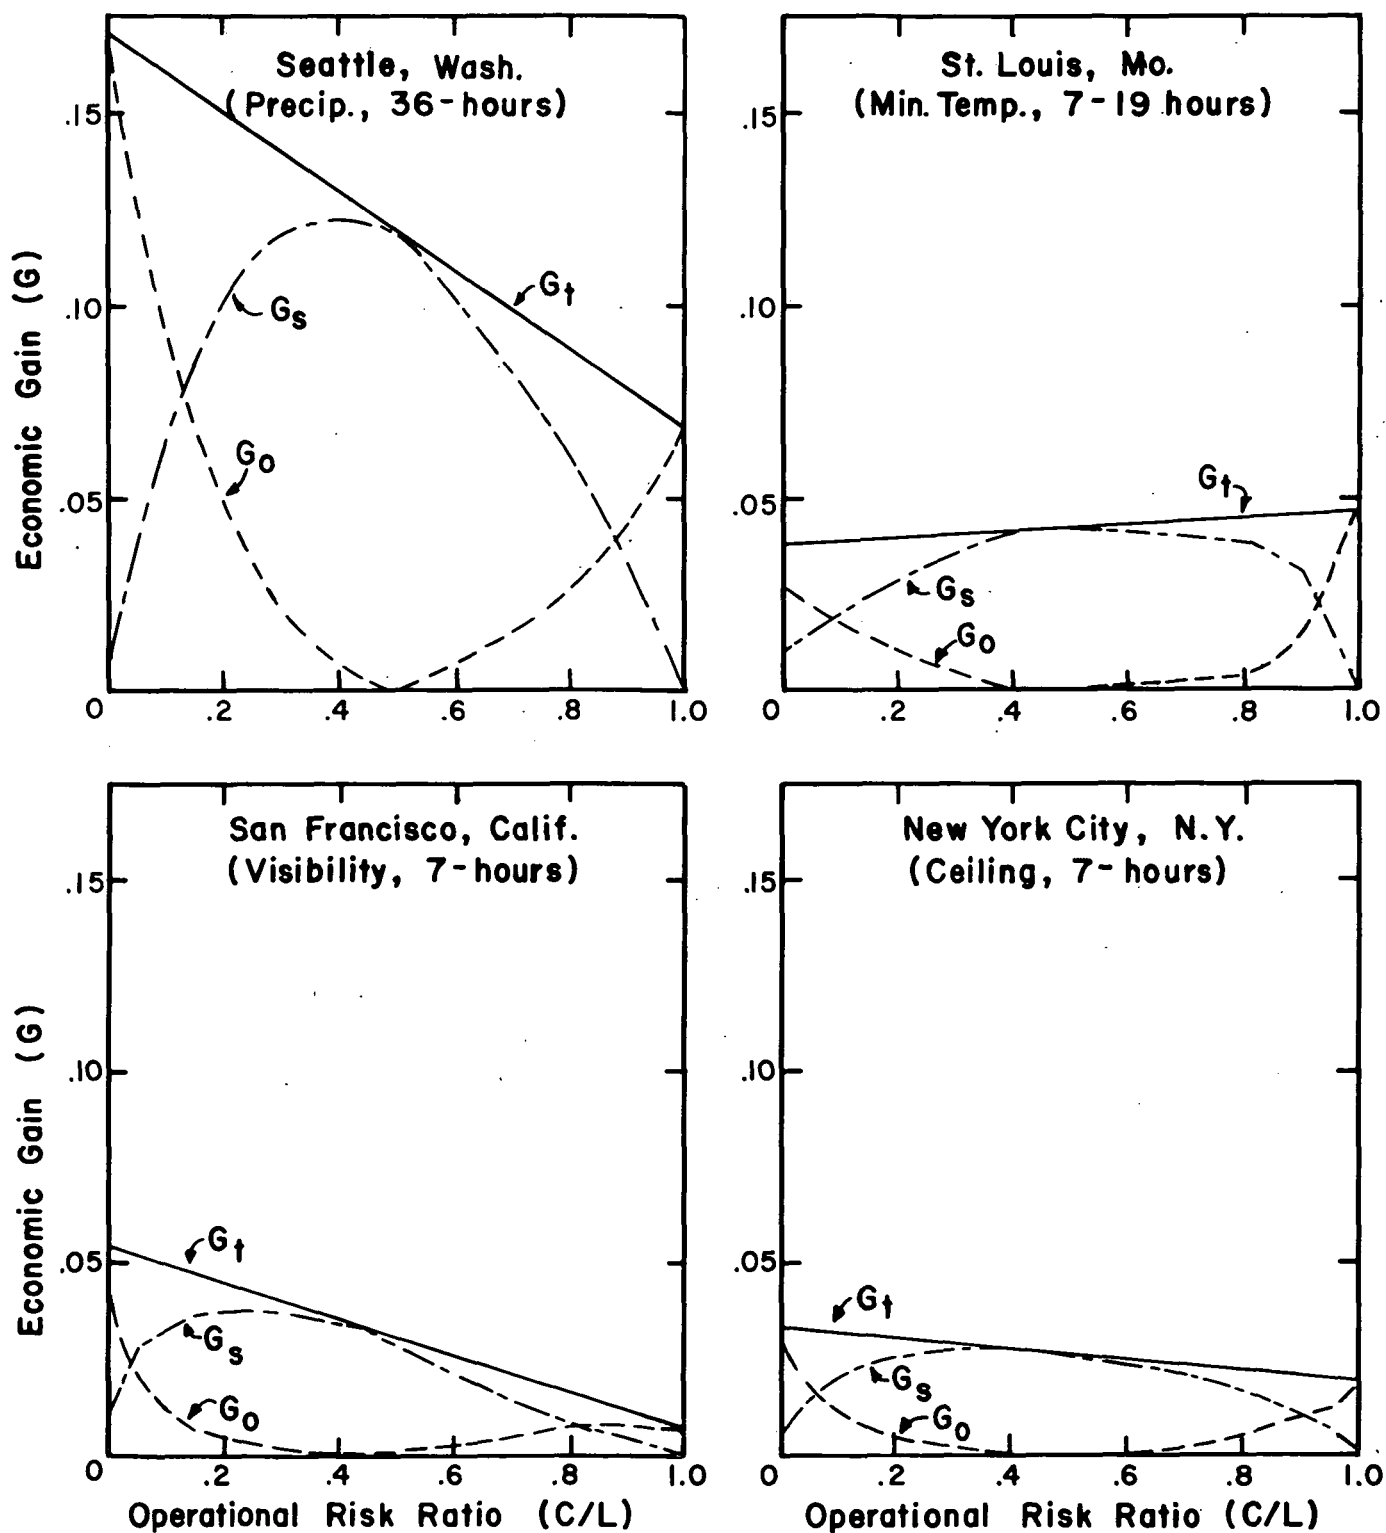 Seattle, Wash.
(Precip., 36-hours)
.15
.10
.05
0 .2 .4 .6 .8 1.0
Economic Gain (G)
Gt
Gs
Go
St. Louis, Mo.
(Min. Temp., 7-19 hours)
.15
.10
.05
0 .2 .4 .6 .8 1.0
Gt
Gs
Go
San Francisco, Calif.
(Visibility, 7-hours)
.15
.10
.05
0 .2 .4 .6 .8 1.0
Economic Gain (G)
Operational Risk Ratio (C/L)
Gt
Gs
Go
New York City, N.Y.
(Ceiling, 7-hours)
.15
.10
.05
0 .2 .4 .6 .8 1.0
Operational Risk Ratio (C/L)
Gt
Gs
Go